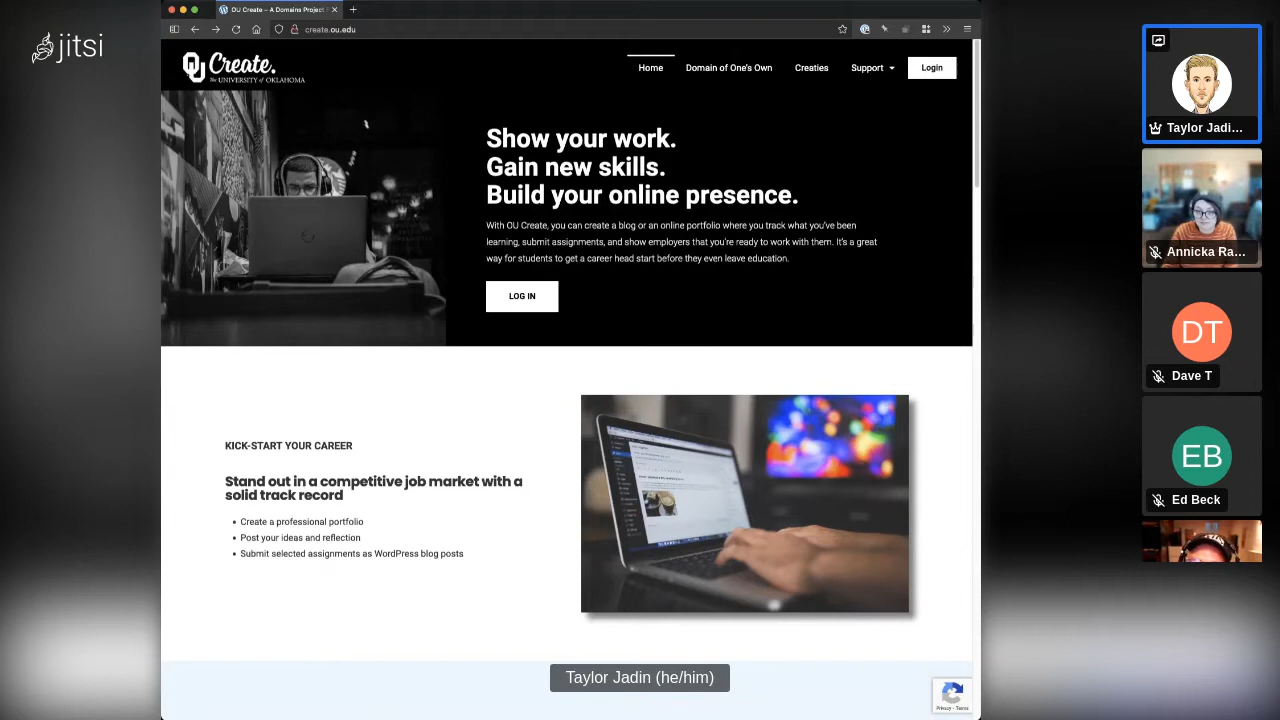 jitsi
OU Create – A Domains Project
create.ou.edu
OU Create.
The UNIVERSITY of OKLAHOMA
Home
Domain of One's Own
Creaties
Support
Login
Show your work.
Gain new skills.
Build your online presence.
With OU Create, you can create a blog or an online portfolio where you track what you've been
learning, submit assignments, and show employers that you're ready to work with them. It's a great
way for students to get a career head start before they even leave education.
LOG IN
KICK-START YOUR CAREER
Stand out in a competitive job market with a
solid track record
Create a professional portfolio
Post your ideas and reflection
Submit selected assignments as WordPress blog posts
Taylor Jadin (he/him)
Privacy - Terms
Taylor Jadi...
Annicka Ra...
DT
Dave T
EB
Ed Beck